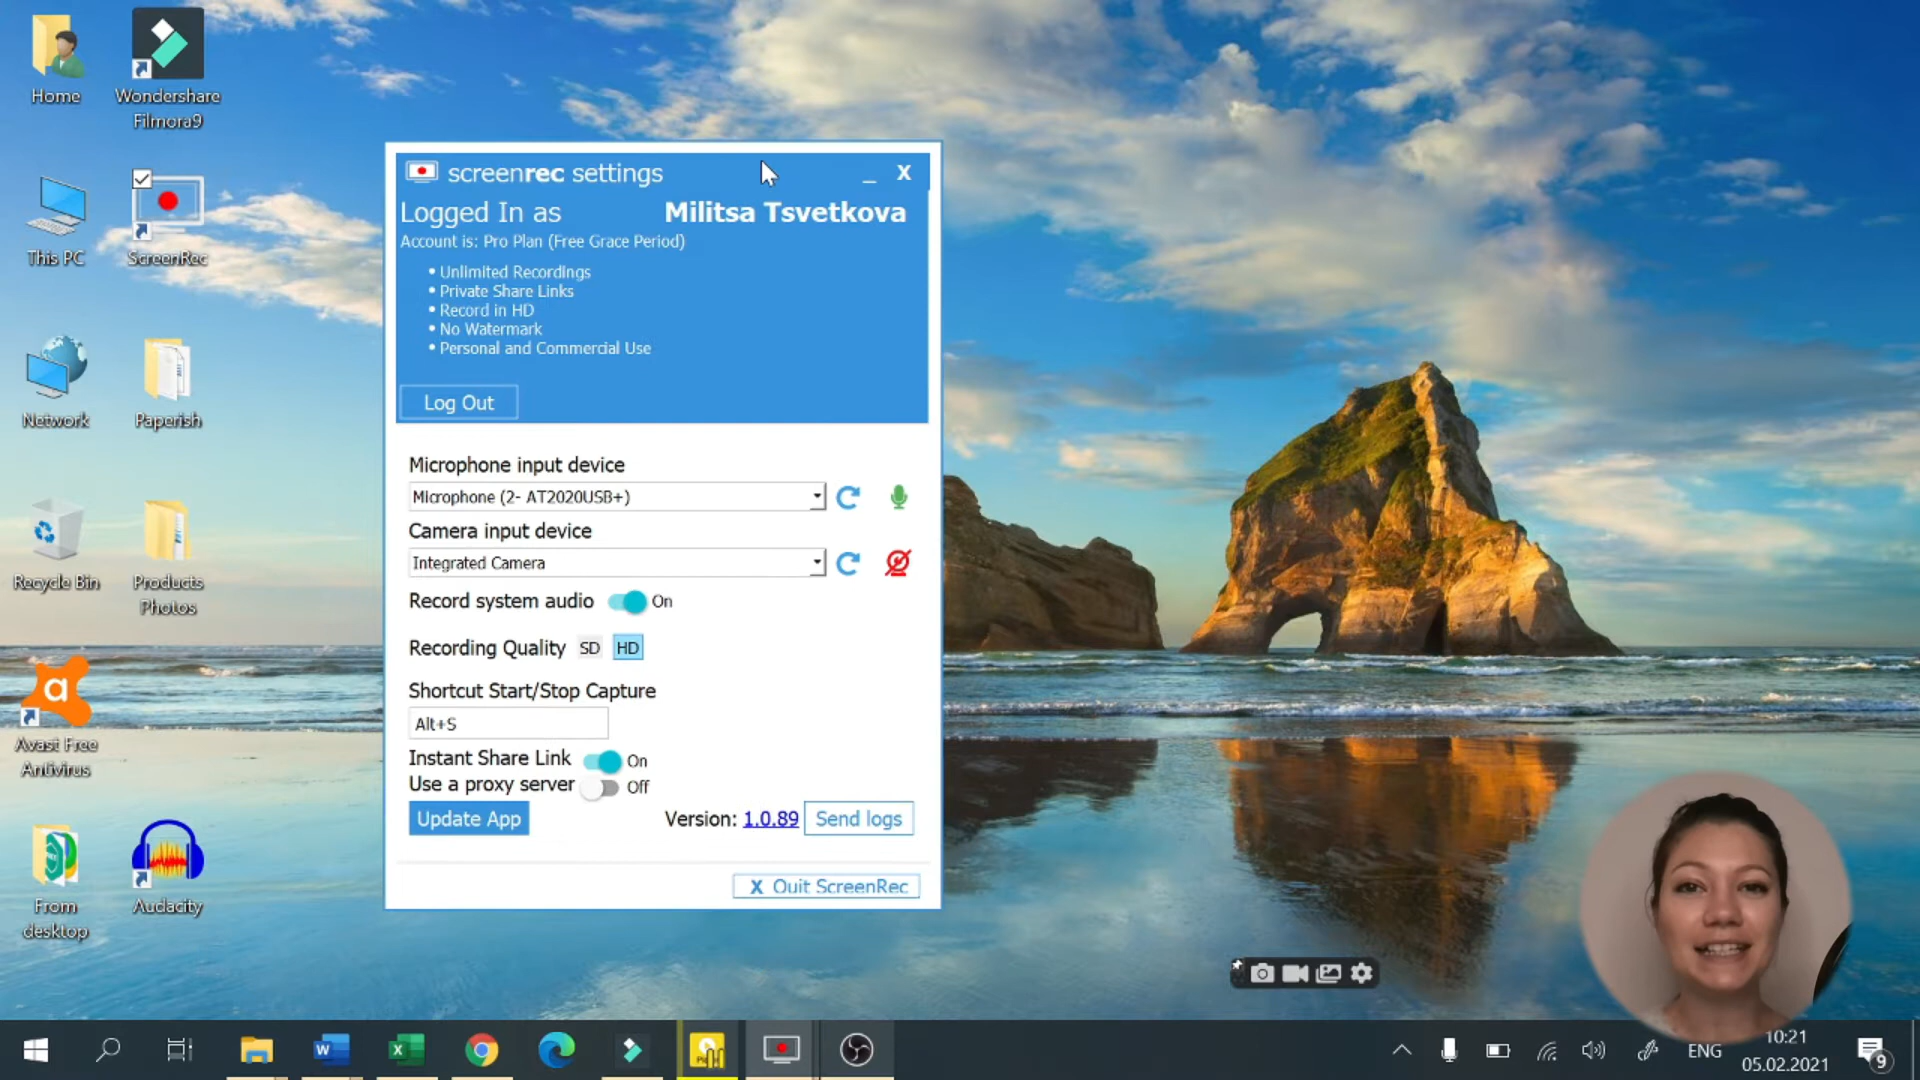 Home
Wondershare
Filmora9
This PC
ScreenRec
Network
Paperish
Recycle Bin
Products
Photos
Avast Free
Antivirus
From
desktop
Audacity
screenrec settings
_ X
Logged In as Militsa Tsvetkova
Account is: Pro Plan (Free Grace Period)
• Unlimited Recordings
• Private Share Links
• Record in HD
• No Watermark
• Personal and Commercial Use
Log Out
Microphone input device
Microphone (2- AT2020USB+)
Camera input device
Integrated Camera
Record system audio On
Recording Quality SD HD
Shortcut Start/Stop Capture
Alt+S
Instant Share Link On
Use a proxy server Off
Update App Version: 1.0.89 Send logs
X Quit ScreenRec
ENG
10:21
05.02.2021
9